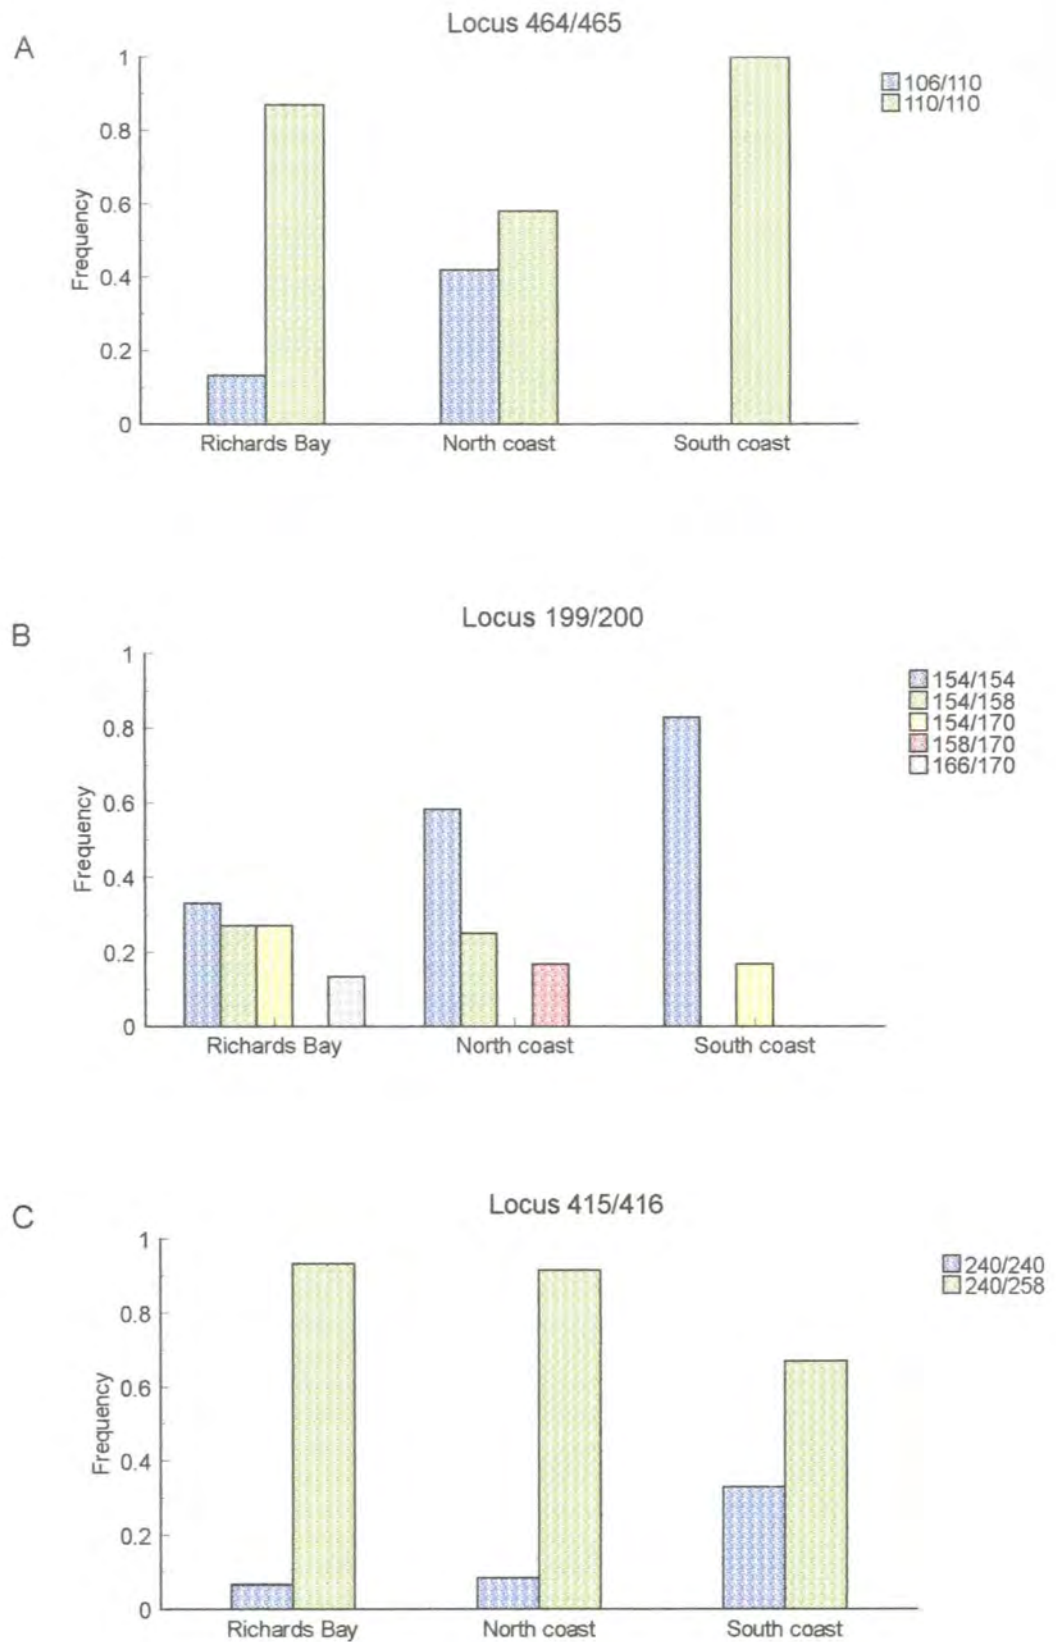 A
Locus 464/465
1
0.8
0.6
0.4
0.2
0
Frequency
Richards Bay North coast South coast
106/110
110/110
B
Locus 199/200
1
0.8
0.6
0.4
0.2
0
Frequency
Richards Bay North coast South coast
154/154
154/158
154/170
158/170
166/170
C
Locus 415/416
1
0.8
0.6
0.4
0.2
0
Frequency
Richards Bay North coast South coast
240/240
240/258